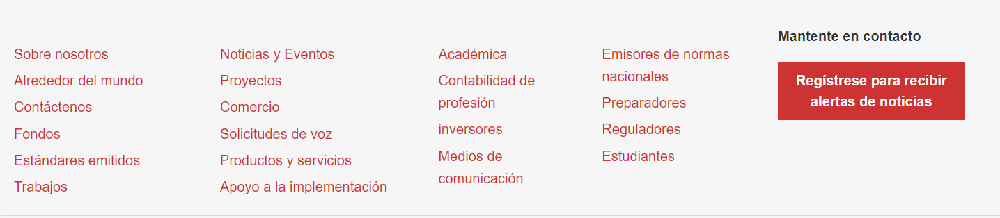 Sobre nosotros
Alrededor del mundo
Contáctenos
Fondos
Estándares emitidos
Trabajos
Noticias y Eventos
Proyectos
Comercio
Solicitudes de voz
Productos y servicios
Apoyo a la implementación
Académica
Contabilidad de
profesión
inversores
Medios de
comunicación
Emisores de normas
nacionales
Preparadores
Reguladores
Estudiantes
Mantente en contacto
Regístrese para recibir
alertas de noticias